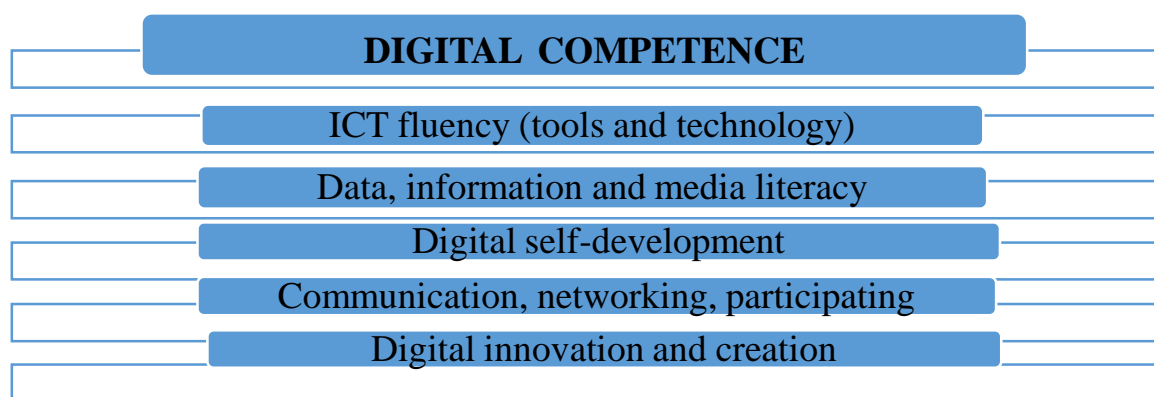 DIGITAL COMPETENCE
ICT fluency (tools and technology)
Data, information and media literacy
Digital self-development
Communication, networking, participating
Digital innovation and creation